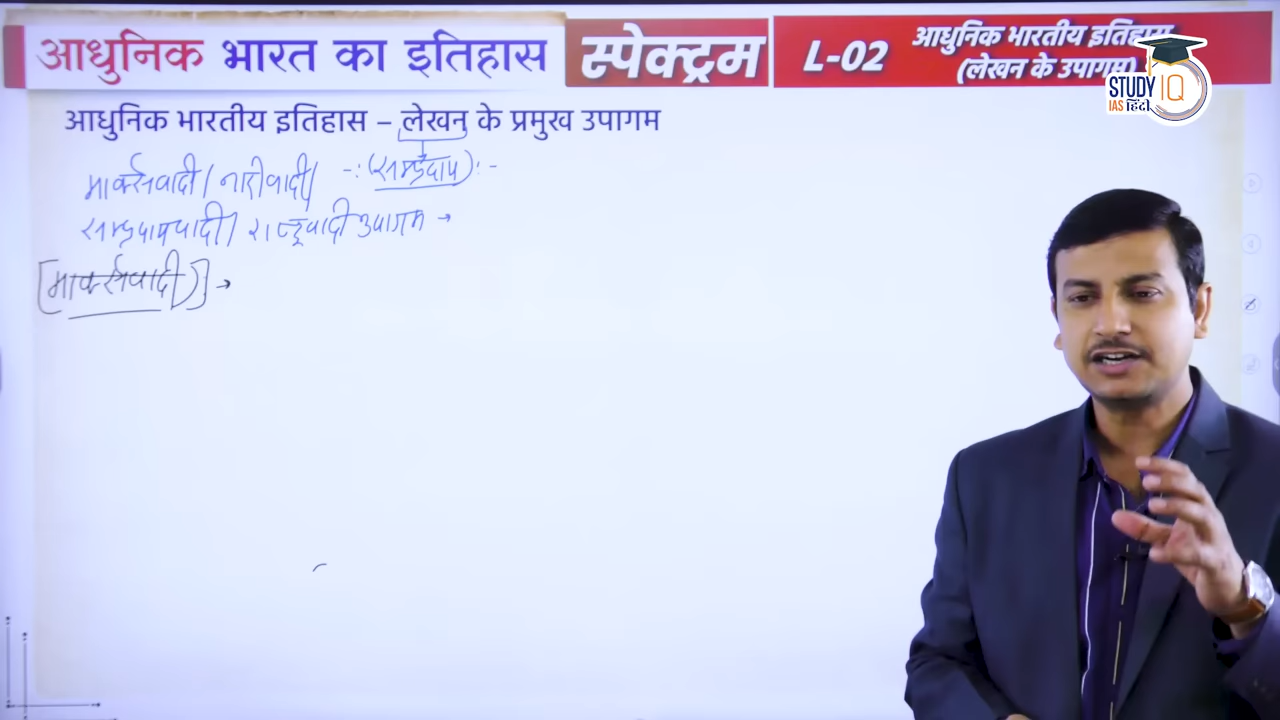 आधुनिक भारत का इतिहास
स्पेक्ट्रम
L-02
आधुनिक भारतीय इतिहास
(लेखन के उपागम)
STUDY IQ
IAS हिंदी
आधुनिक भारतीय इतिहास – लेखन के प्रमुख उपागम
मार्क्सवादी / नारीवादी / -:(सम्प्रदाय):-
सम्प्रदायवादी / राष्ट्रवादी उपागम →
[मार्क्सवादी)] →